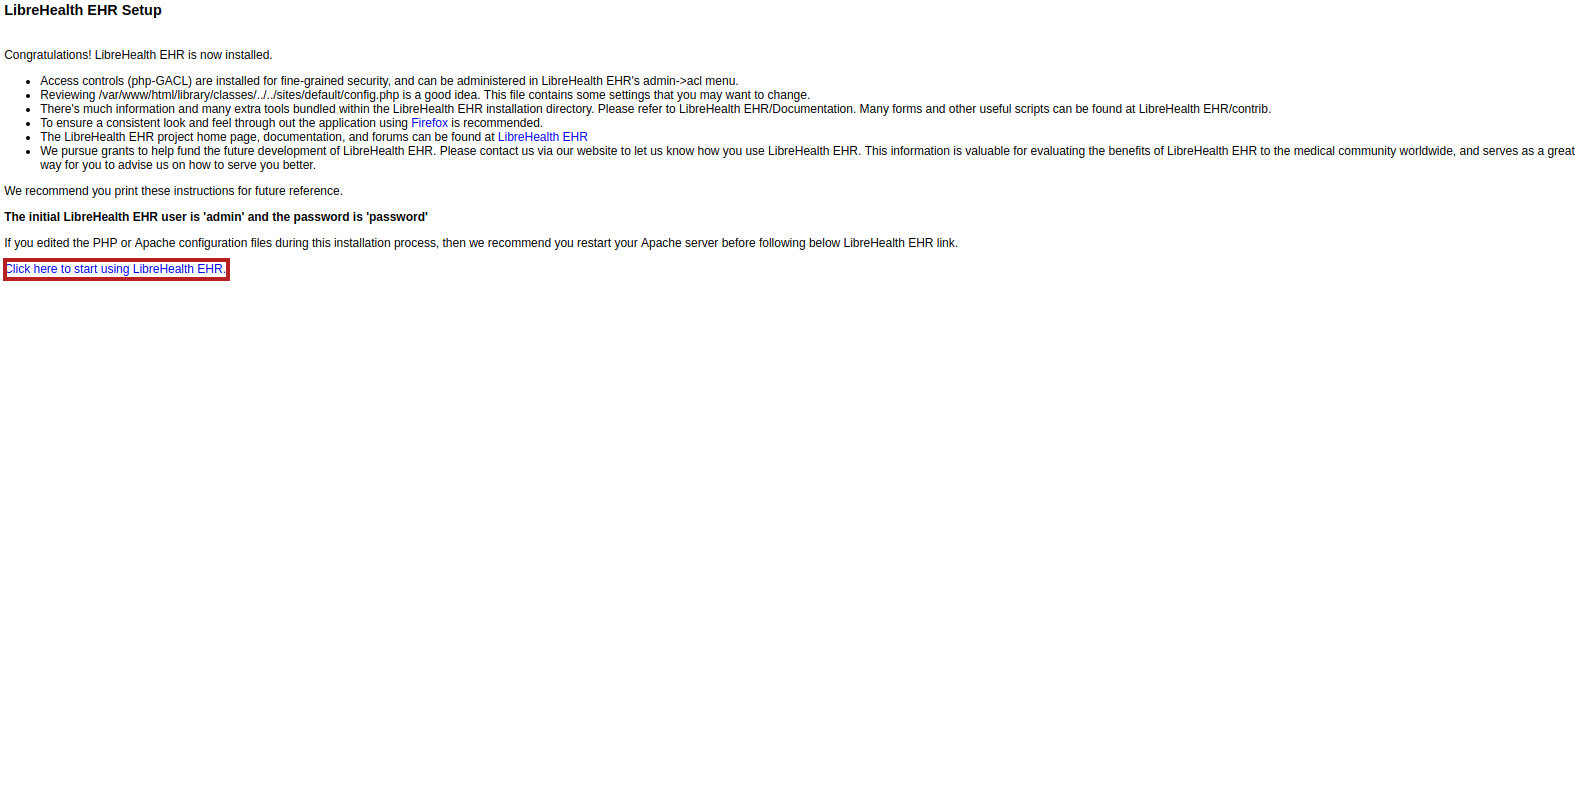 LibreHealth EHR Setup
Congratulations! LibreHealth EHR is now installed.
Access controls (php-GACL) are installed for fine-grained security, and can be administered in LibreHealth EHR's admin->acl menu.
Reviewing /var/www/html/library/classes/../../sites/default/config.php is a good idea. This file contains some settings that you may want to change.
There's much information and many extra tools bundled within the LibreHealth EHR installation directory. Please refer to LibreHealth EHR/Documentation. Many forms and other useful scripts can be found at LibreHealth EHR/contrib.
To ensure a consistent look and feel through out the application using Firefox is recommended.
The LibreHealth EHR project home page, documentation, and forums can be found at LibreHealth EHR
We pursue grants to help fund the future development of LibreHealth EHR. Please contact us via our website to let us know how you use LibreHealth EHR. This information is valuable for evaluating the benefits of LibreHealth EHR to the medical community worldwide, and serves as a great
way for you to advise us on how to serve you better.
We recommend you print these instructions for future reference.
The initial LibreHealth EHR user is 'admin' and the password is 'password'
If you edited the PHP or Apache configuration files during this installation process, then we recommend you restart your Apache server before following below LibreHealth EHR link.
Click here to start using LibreHealth EHR.